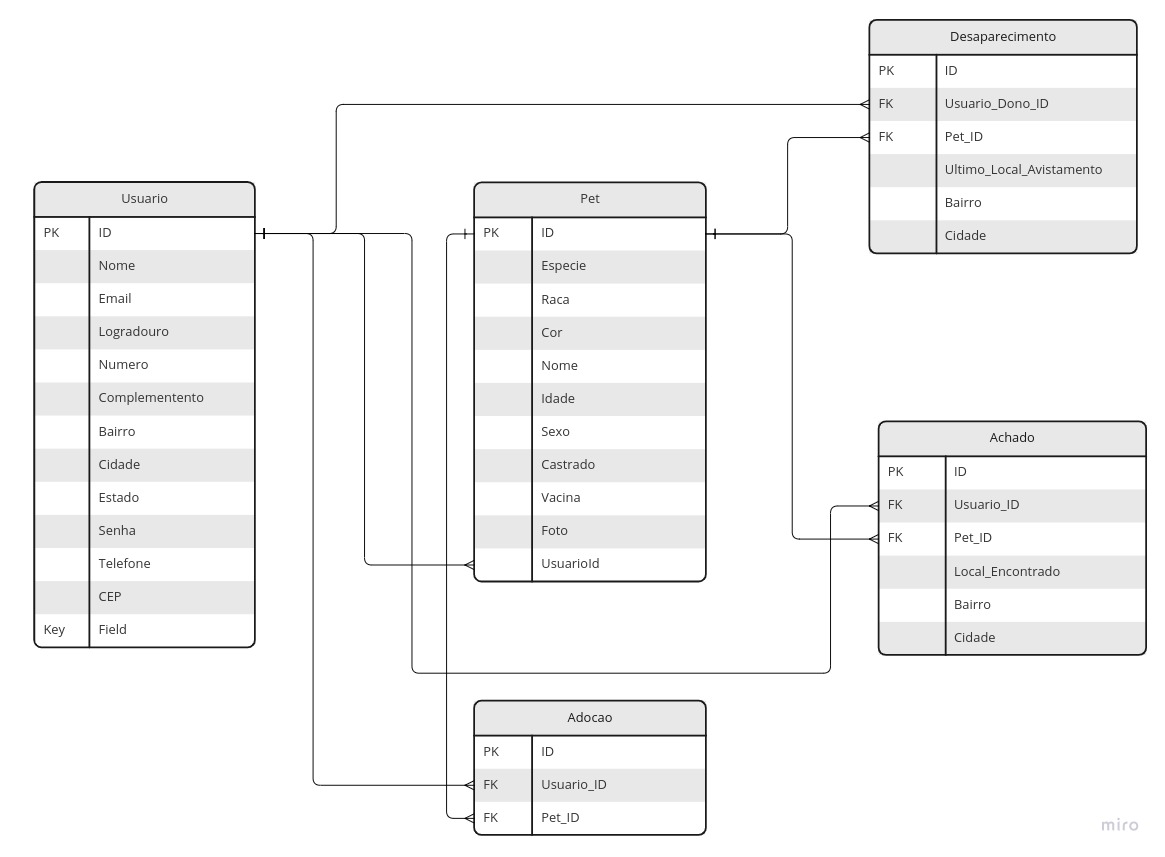 Desaparecimento
PK ID
FK Usuario_Dono_ID
FK Pet_ID
Ultimo_Local_Avistamento
Bairro
Cidade
Usuario
PK ID
Nome
Email
Logradouro
Numero
Complementento
Bairro
Cidade
Estado
Senha
Telefone
CEP
Key Field
Pet
PK ID
Especie
Raca
Cor
Nome
Idade
Sexo
Castrado
Vacina
Foto
UsuarioId
Achado
PK ID
FK Usuario_ID
FK Pet_ID
Local_Encontrado
Bairro
Cidade
Adocao
PK ID
FK Usuario_ID
FK Pet_ID
miro